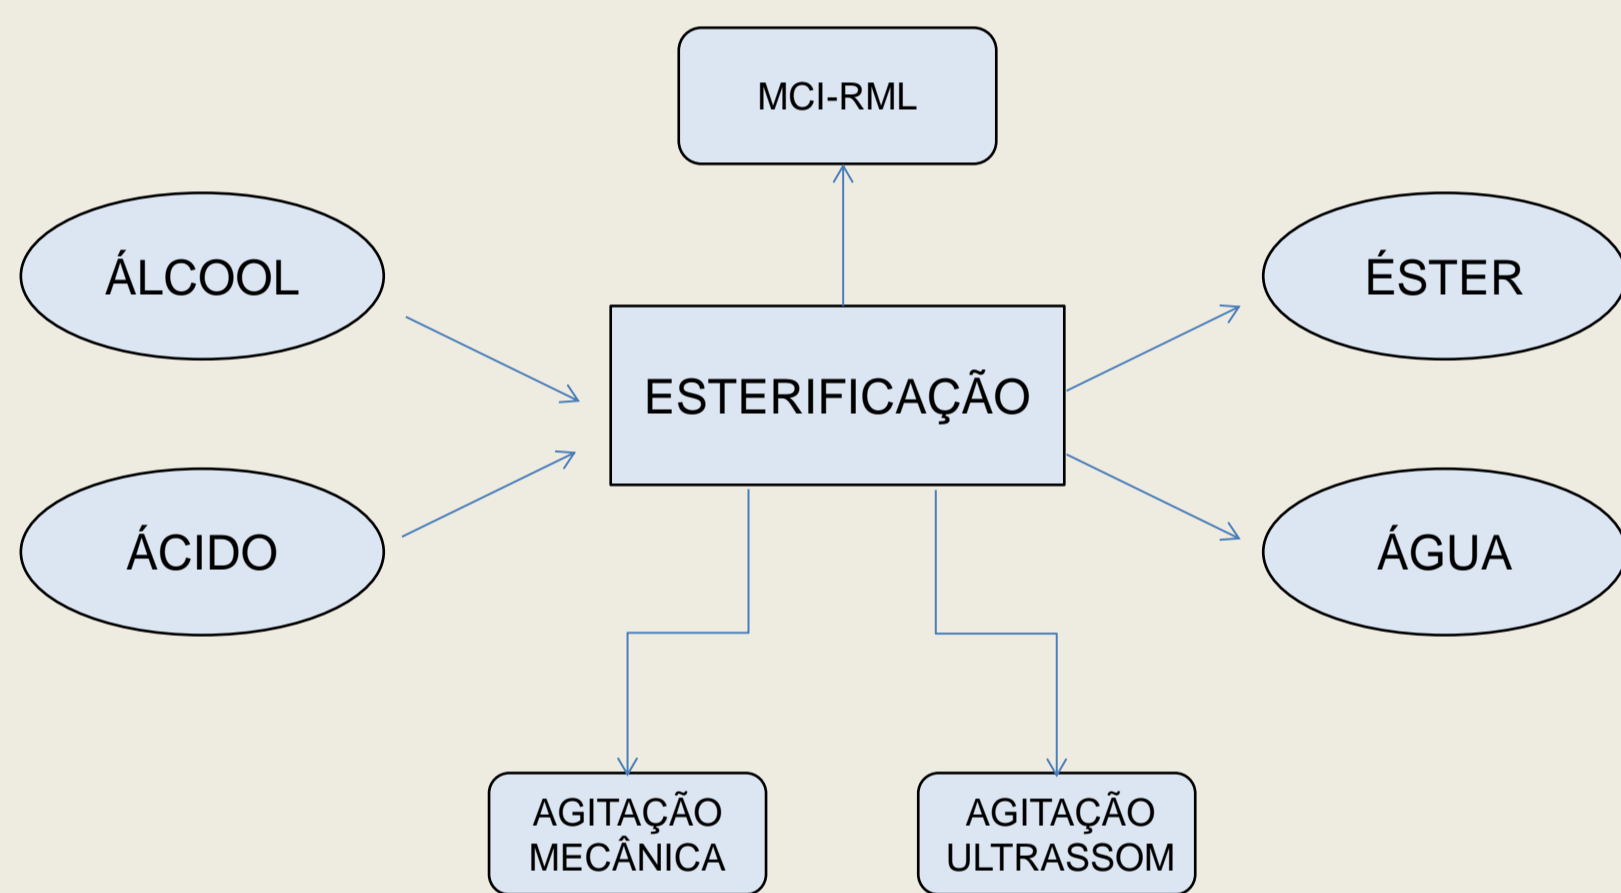 MCI-RML
ÁLCOOL
ÉSTER
ESTERIFICAÇÃO
ÁCIDO
ÁGUA
AGITAÇÃO
MECÂNICA
AGITAÇÃO
ULTRASSOM